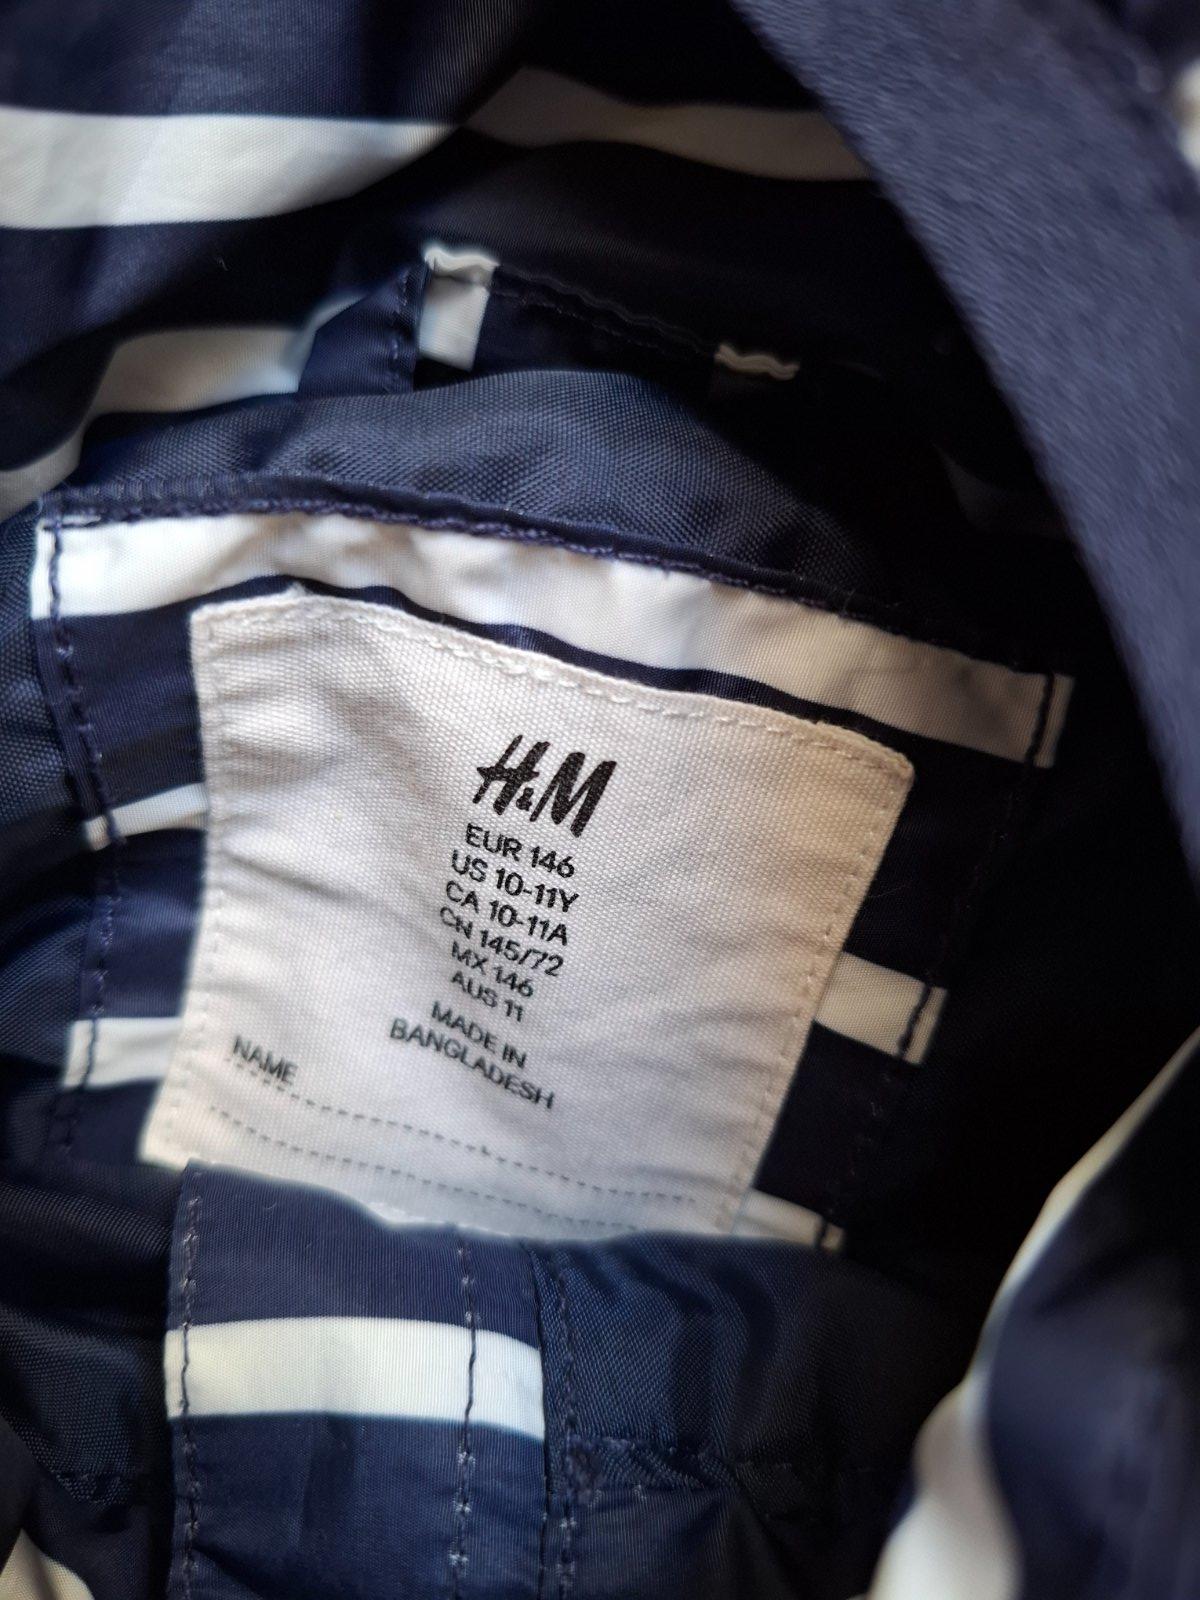 H&M
EUR 146
US 10-11Y
CA 10-11A
CN 145/72
MX 146
AUS 11
MADE IN
BANGLADESH
NAME